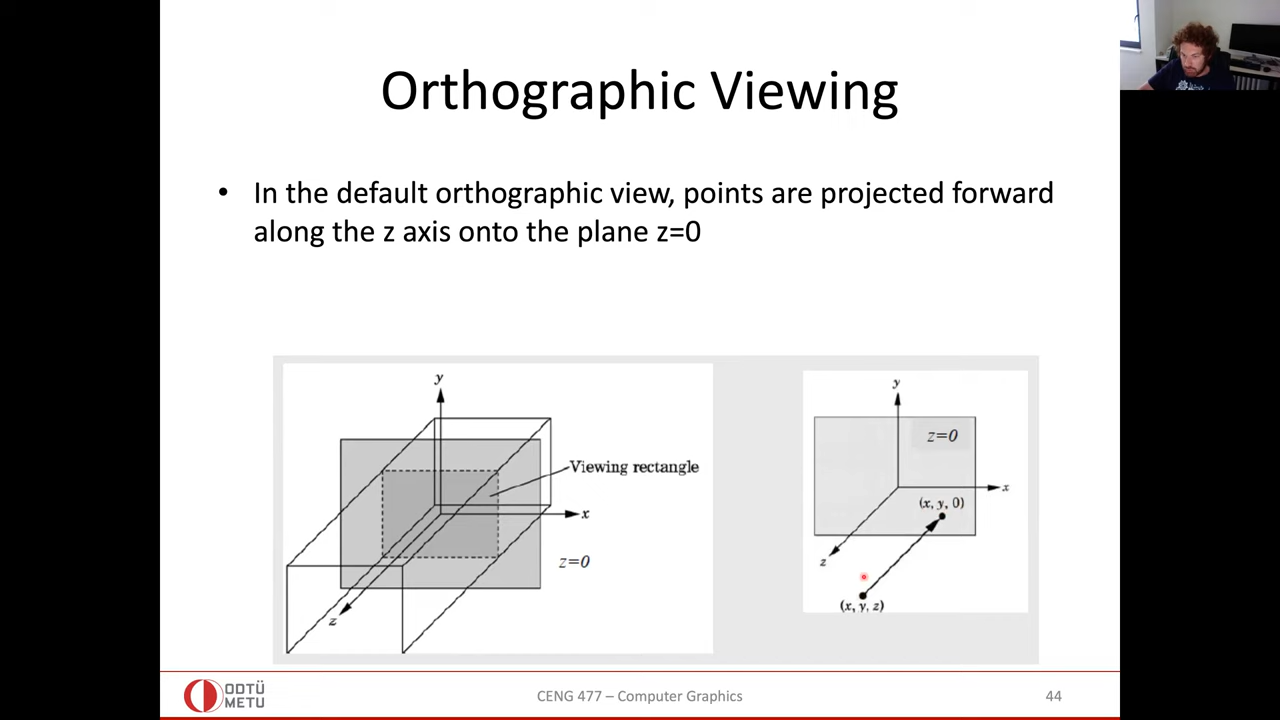 Orthographic Viewing
• In the default orthographic view, points are projected forward
along the z axis onto the plane z=0
y
Viewing rectangle
x
z=0
z
y
z=0
x
(x, y, 0)
z
(x, y, z)
ODTÜ
METU
CENG 477 – Computer Graphics
44